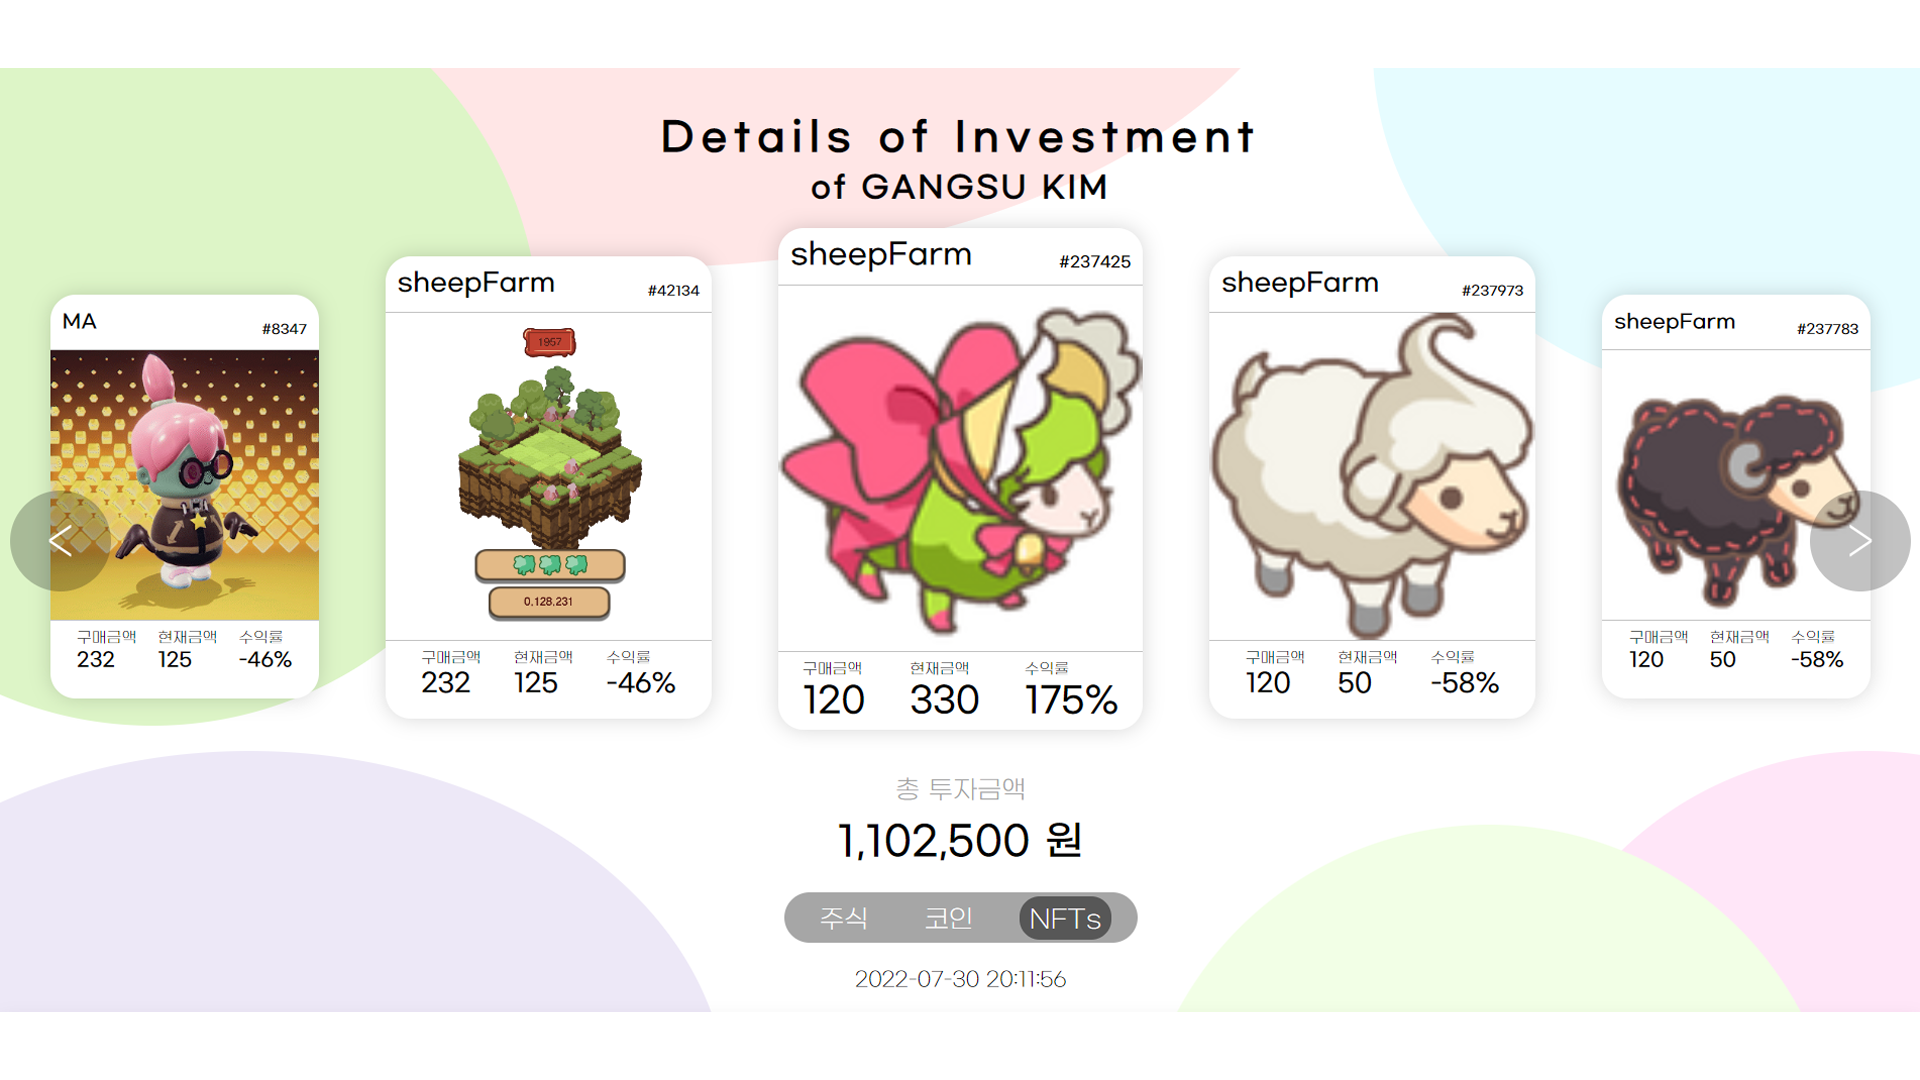 Details of Investment
of GANGSU KIM
MA
#8347
구매금액 현재금액 수익률
232 125 -46%
sheepFarm
#42134
1957
0.128.231
구매금액 현재금액 수익률
232 125 -46%
sheepFarm
#237425
구매금액 현재금액 수익률
120 330 175%
sheepFarm
#237973
구매금액 현재금액 수익률
120 50 -58%
sheepFarm
#237783
구매금액 현재금액 수익률
120 50 -58%
총 투자금액
1,102,500 원
주식 코인 NFTs
2022-07-30 20:11:56